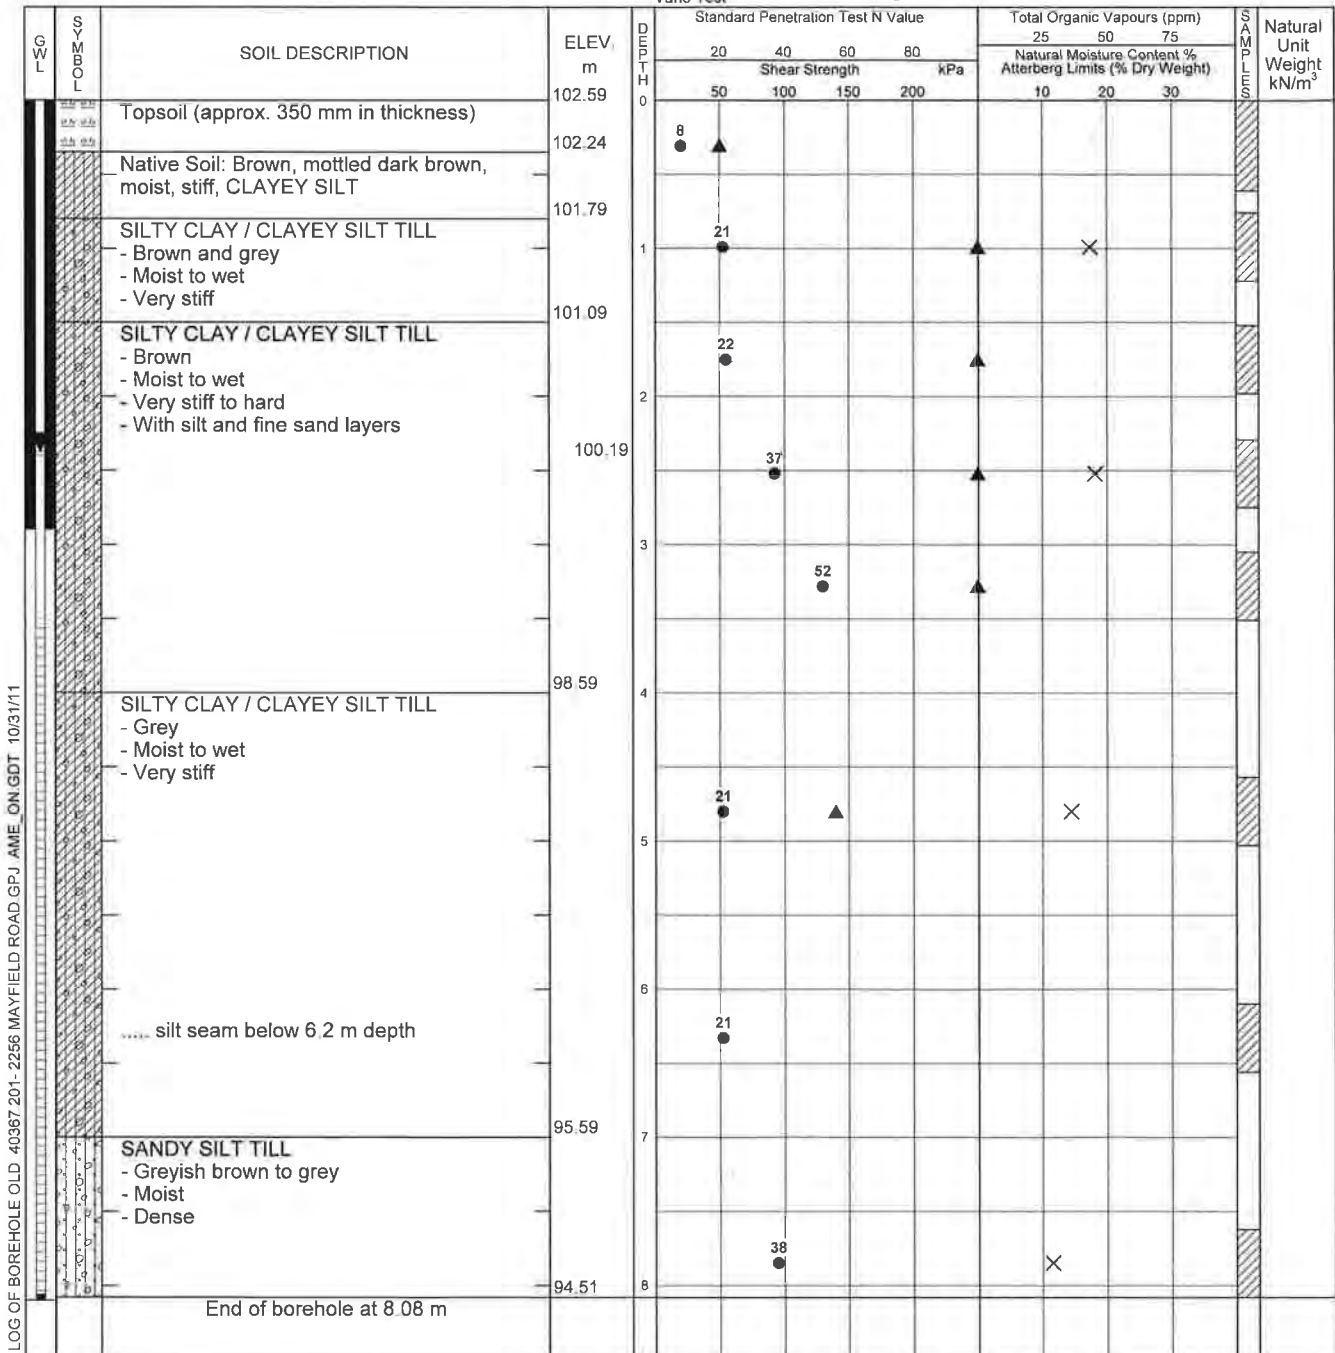 Vane Test
GWL
SYMBOL
SOIL DESCRIPTION
ELEV.
m
DEPTH
Standard Penetration Test N Value
20 40 60 80
Shear Strength kPa
50 100 150 200
Total Organic Vapours (ppm)
25 50 75
Natural Moisture Content %
Atterberg Limits (% Dry Weight)
10 20 30
SAMPLES
Natural
Unit
Weight
kN/m³
102.59
0
Topsoil (approx. 350 mm in thickness)
102.24
8
Native Soil: Brown, mottled dark brown,
moist, stiff, CLAYEY SILT
101.79
SILTY CLAY / CLAYEY SILT TILL
- Brown and grey
- Moist to wet
- Very stiff
21
1
101.09
SILTY CLAY / CLAYEY SILT TILL
- Brown
- Moist to wet
- Very stiff to hard
- With silt and fine sand layers
22
2
100.19
37
3
52
98.59
4
SILTY CLAY / CLAYEY SILT TILL
- Grey
- Moist to wet
- Very stiff
21
5
6
..... silt seam below 6.2 m depth
21
95.59
7
SANDY SILT TILL
- Greyish brown to grey
- Moist
- Dense
38
94.51
8
End of borehole at 8.08 m
LOG OF BOREHOLE OLD 40367.201- 2256 MAYFIELD ROAD.GPJ AME_ON.GDT 10/31/11